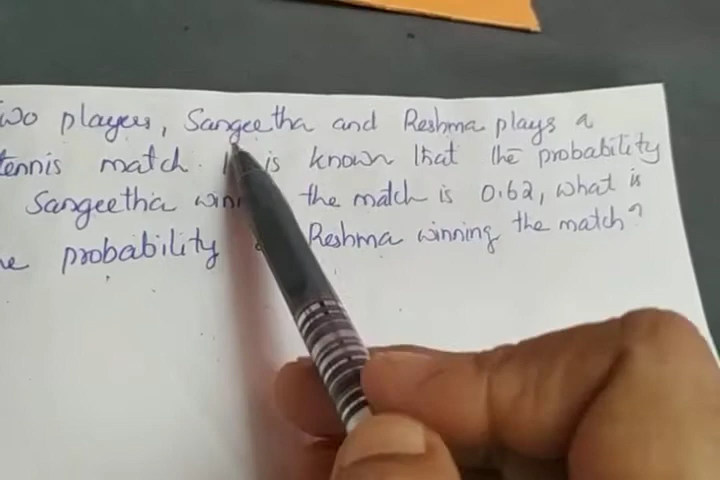 wo players, Sangeetha and Reshma plays a
tennis match. is known that the probability
Sangeetha winn the match is 0.62, what is
e probability Reshma winning the match?